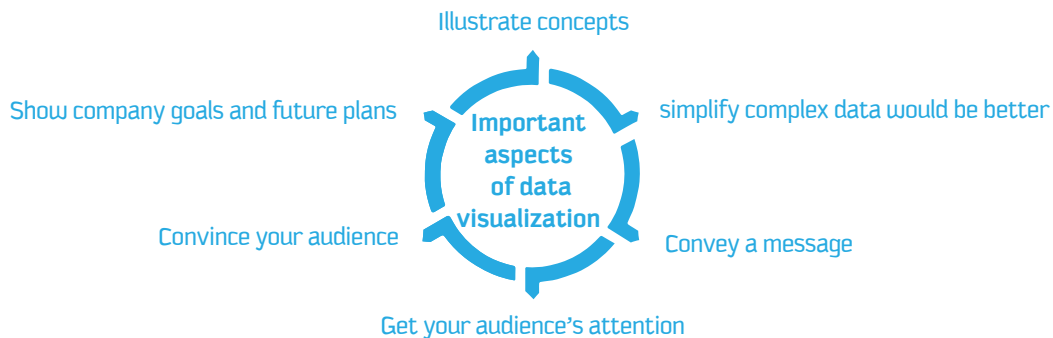 Illustrate concepts
Show company goals and future plans
simplify complex data would be better
Important
aspects
of data
visualization
Convince your audience
Convey a message
Get your audience's attention